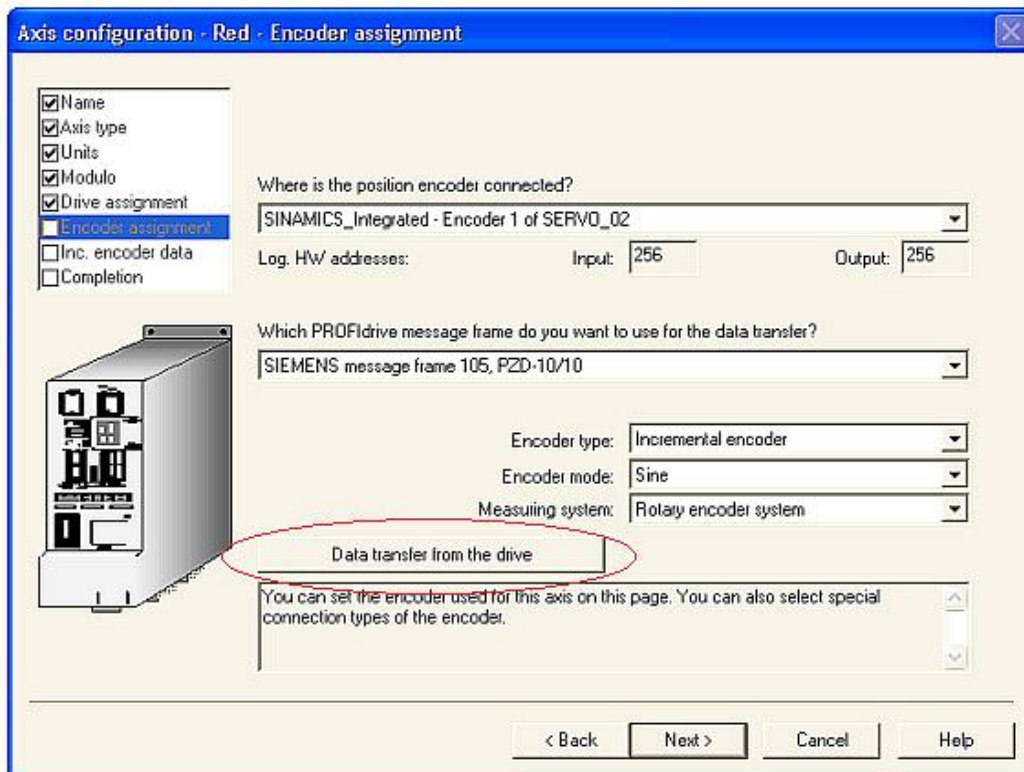 Axis configuration - Red - Encoder assignment
Name
Axis type
Units
Modulo
Drive assignment
Encoder assignment
Inc. encoder data
Completion
Where is the position encoder connected?
SINAMICS_Integrated - Encoder 1 of SERVO_02
Log. HW addresses: Input: 256 Output: 256
Which PROFIdrive message frame do you want to use for the data transfer?
SIEMENS message frame 105, PZD-10/10
Encoder type: Incremental encoder
Encoder mode: Sine
Measuring system: Rotary encoder system
Data transfer from the drive
You can set the encoder used for this axis on this page. You can also select special
connection types of the encoder.
< Back Next > Cancel Help